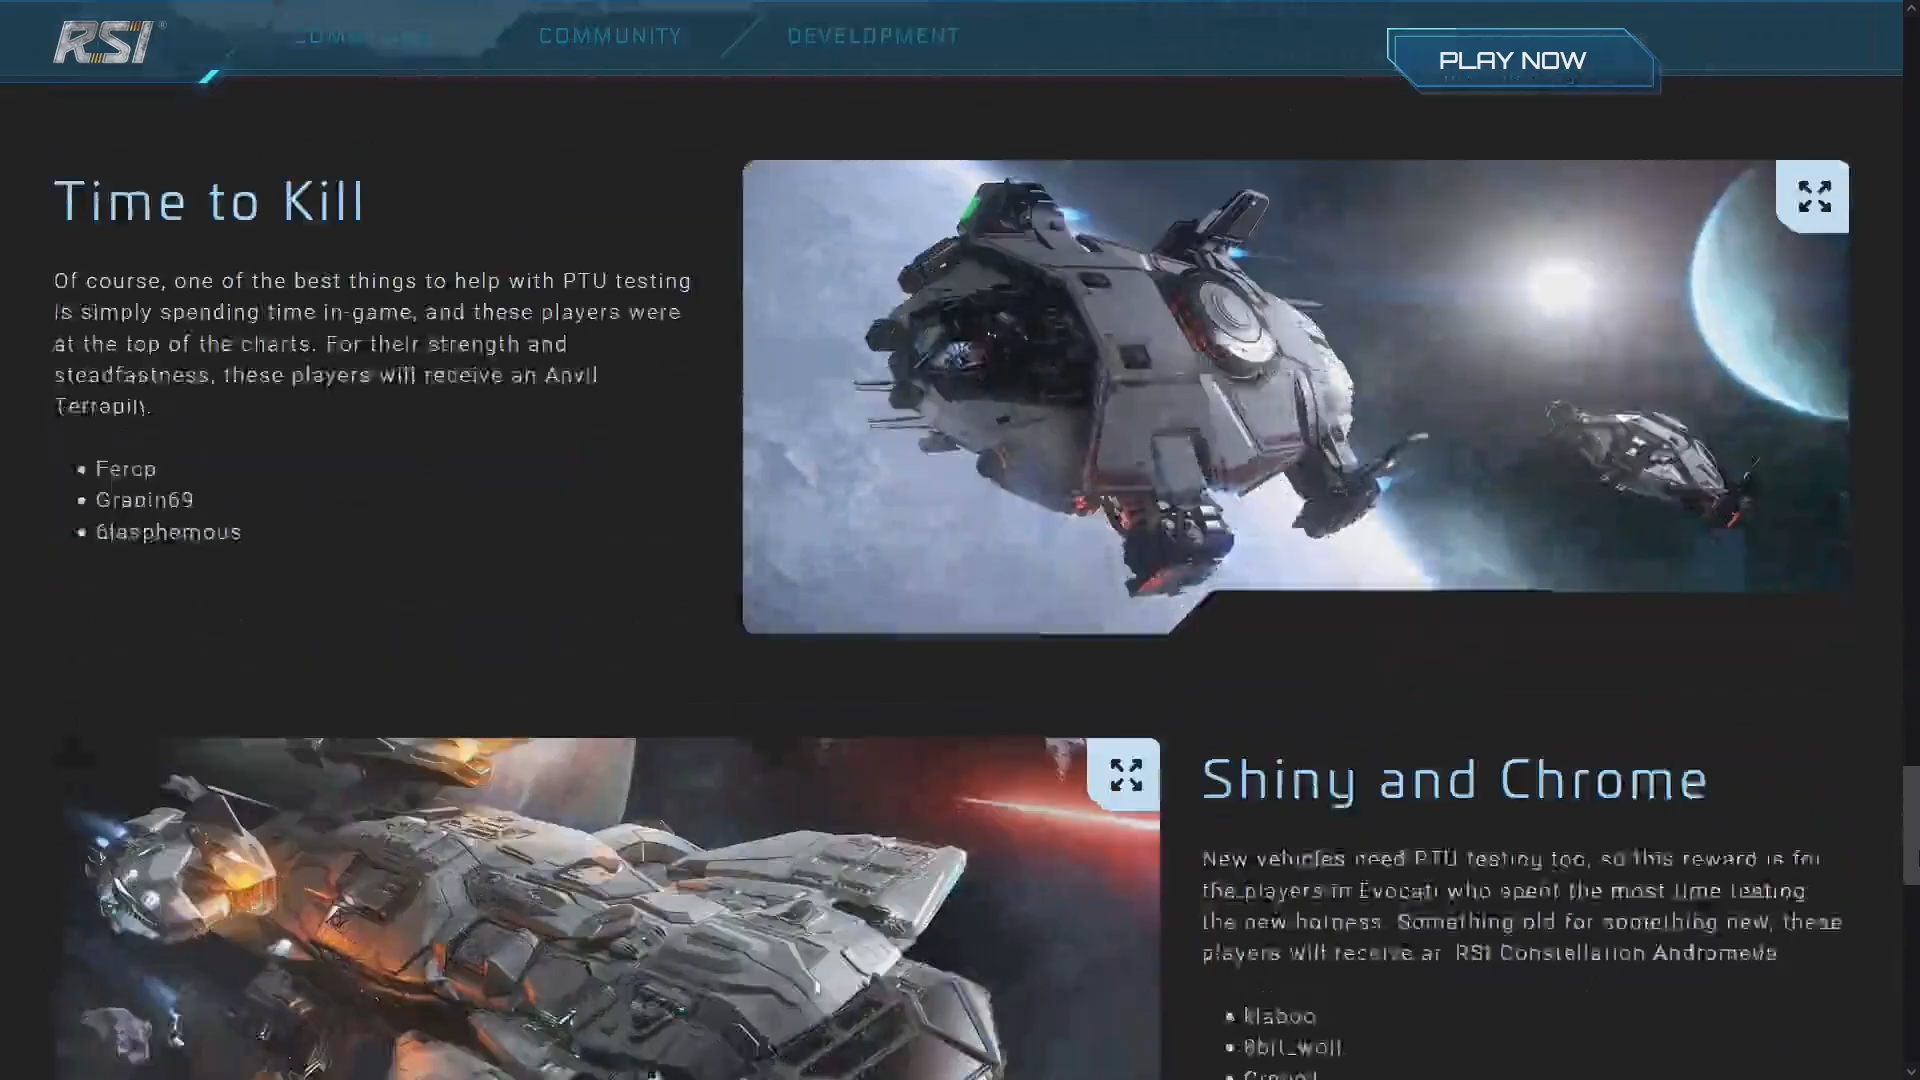 RSI
COMMUNITY
DEVELOPMENT
PLAY NOW
Time to Kill
Of course, one of the best things to help with PTU testing
is simply spending time in-game, and these players were
at the top of the charts. For their strength and
steadfastness, these players will receive an Anvil
Terrapin.
• Ferop
• 6lasphemous
Shiny and Chrome
New vehicles need PTU testing too, so this reward is for
the players in Evocati who spent the most time testing
the new hotness. Something old for something new, these
players will receive an RSI Constellation Andromeda